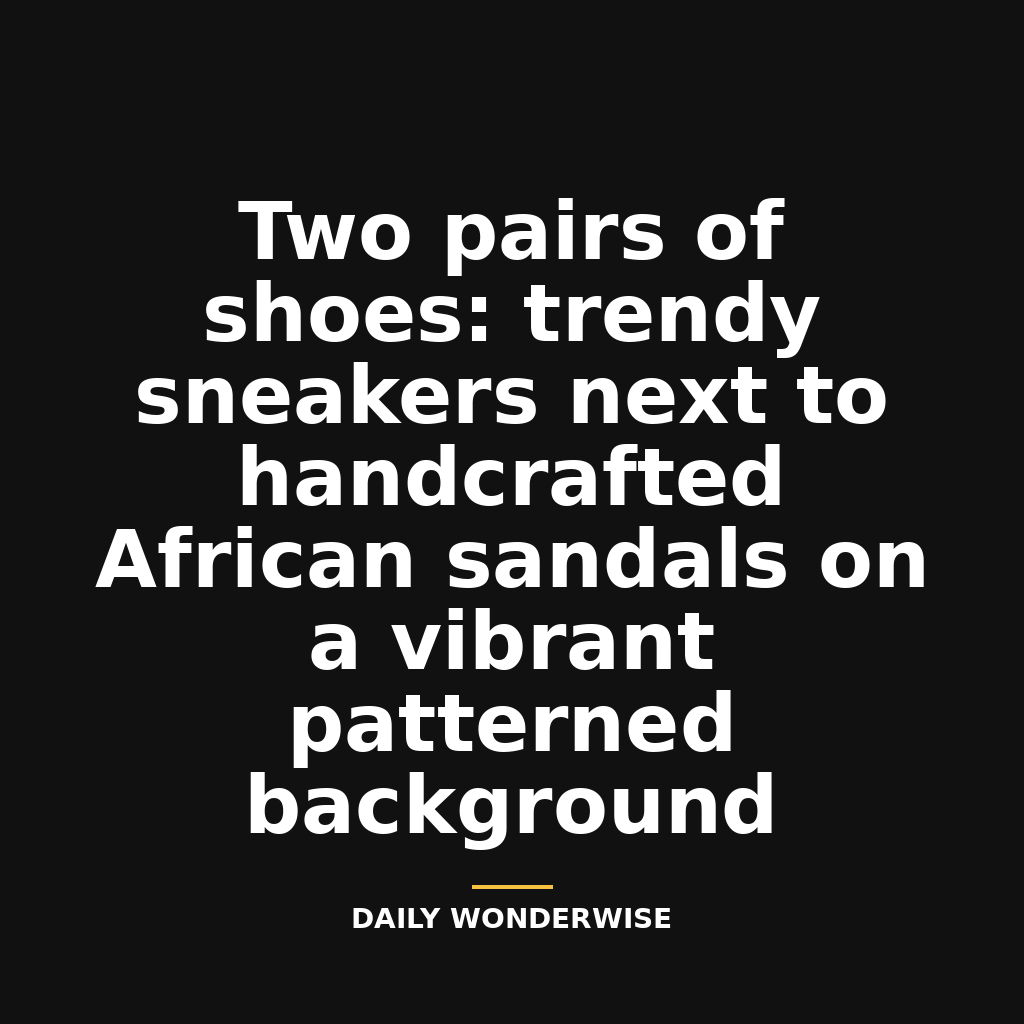 Two pairs of
shoes: trendy
sneakers next to
handcrafted
African sandals on
a vibrant
patterned
background
DAILY WONDERWISE